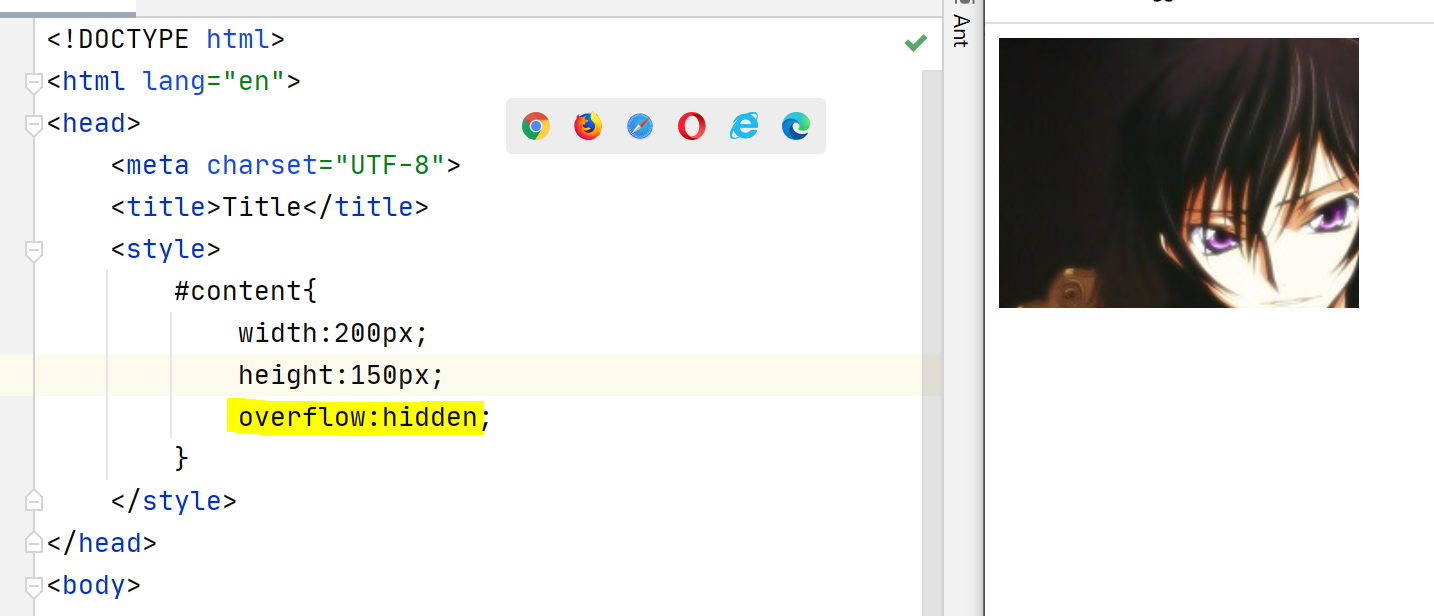 <!DOCTYPE html>
<html lang="en">
<head>
<meta charset="UTF-8">
<title>Title</title>
<style>
#content{
width:200px;
height:150px;
overflow:hidden;
}
</style>
</head>
<body>
Ant